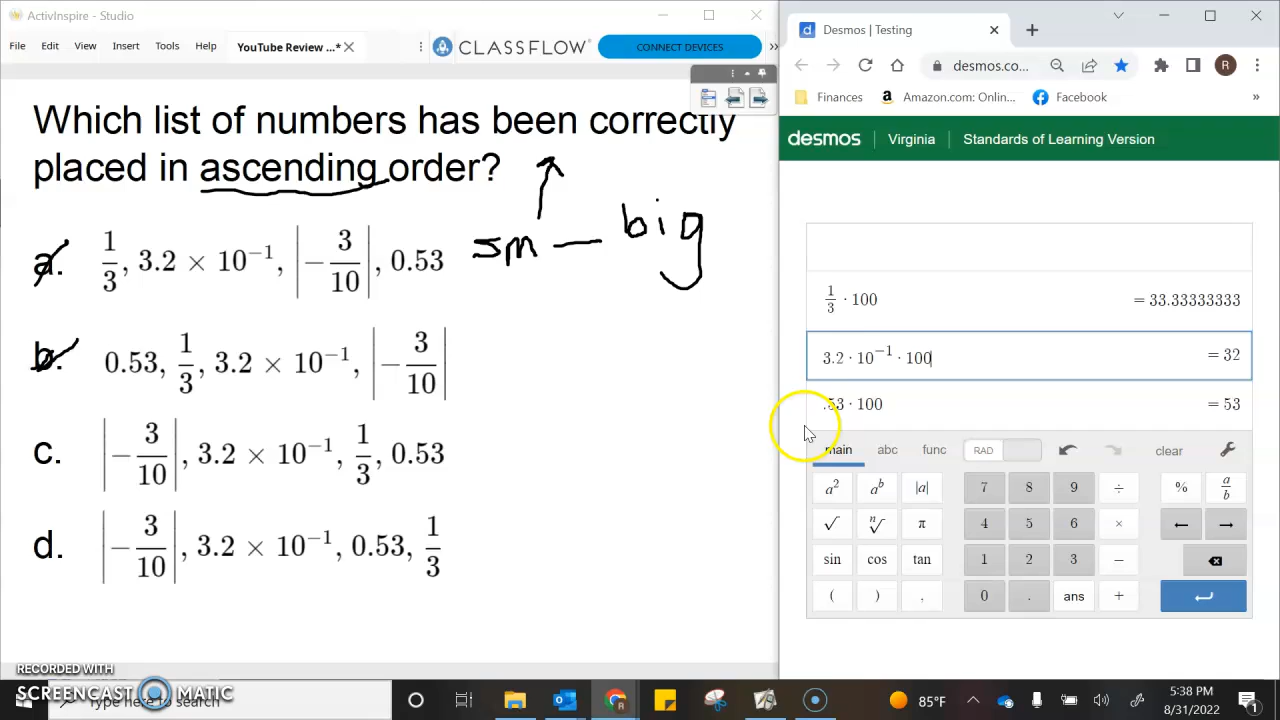 ActivInspire - Studio
File Edit View Insert Tools Help YouTube Review ...* CLASSFLOW CONNECT DEVICES
Which list of numbers has been correctly
placed in ascending order?
sm — big
a. 1/3, 3.2 × 10⁻¹, |−3/10|, 0.53
b. 0.53, 1/3, 3.2 × 10⁻¹, |−3/10|
c. |−3/10|, 3.2 × 10⁻¹, 1/3, 0.53
d. |−3/10|, 3.2 × 10⁻¹, 0.53, 1/3
RECORDED WITH
SCREENCAST MATIC
Type here to search
Desmos | Testing
desmos.co... R
Finances Amazon.com: Onlin... Facebook »
desmos Virginia Standards of Learning Version
1/3 · 100 = 33.33333333
3.2 · 10⁻¹ · 100 = 32
.53 · 100 = 53
main abc func RAD clear
a² aᵇ |a| 7 8 9 ÷ % a/b
√ ⁿ√ π 4 5 6 × ← →
sin cos tan 1 2 3 −
( ) , 0 . ans +
85°F 5:38 PM
8/31/2022 1